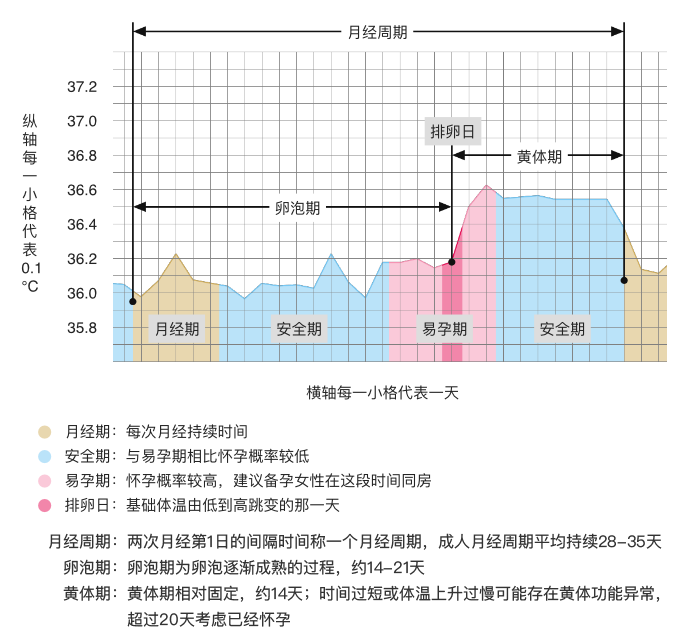 月经周期
37.2
37.0
36.8
36.6
36.4
36.2
36.0
35.8
纵轴每一小格代表0.1℃
排卵日
黄体期
卵泡期
月经期 安全期 易孕期 安全期
横轴每一小格代表一天
月经期：每次月经持续时间
安全期：与易孕期相比怀孕概率较低
易孕期：怀孕概率较高，建议备孕女性在这段时间同房
排卵日：基础体温由低到高跳变的那一天
月经周期：两次月经第1日的间隔时间称一个月经周期，成人月经周期平均持续28–35天
卵泡期：卵泡期为卵泡逐渐成熟的过程，约14–21天
黄体期：黄体期相对固定，约14天；时间过短或体温上升过慢可能存在黄体功能异常，
超过20天考虑已经怀孕